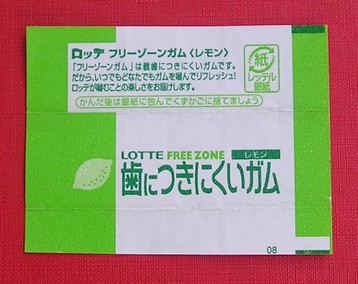 ロッテ フリーゾーンガム〈レモン〉
「フリーゾーンガム」は義歯につきにくいガムです。
だから、いつでもどなたでもガムを噛んでリフレッシュ!
ロッテが噛むことの楽しさをお届けします。
かんだ後は銀紙に包んでくずかごに捨てましょう
紙
レッテル
銀紙
LOTTE FREE ZONE レモン
歯につきにくいガム
08